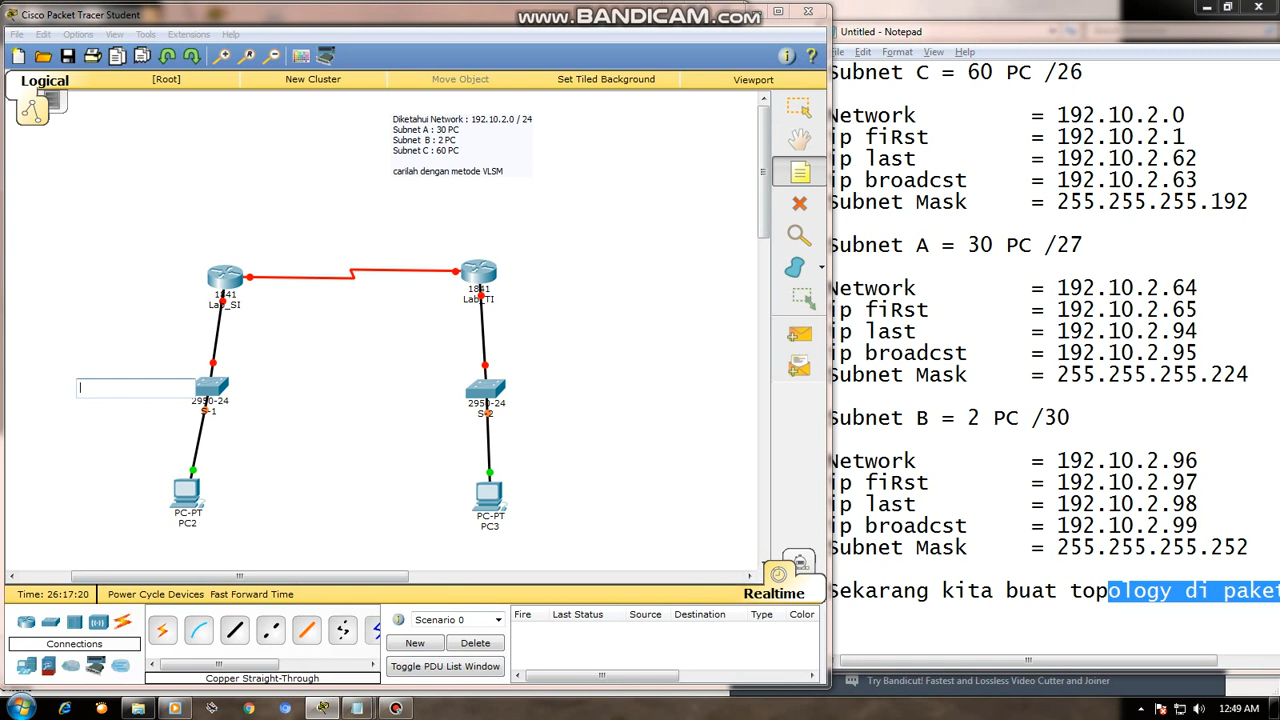 Cisco Packet Tracer Student
www.BANDICAM.com
File Edit Options View Tools Extensions Help
Logical
[Root]
New Cluster
Move Object
Set Tiled Background
Viewport
Diketahui Network : 192.10.2.0 / 24
Subnet A : 30 PC
Subnet B : 2 PC
Subnet C : 60 PC
carilah dengan metode VLSM
1841
Lab_SI
1841
Lab_TI
2950-24
S-1
2950-24
S-2
PC-PT
PC2
PC-PT
PC3
Time: 26:17:20
Power Cycle Devices Fast Forward Time
Realtime
Connections
Copper Straight-Through
Scenario 0
New
Delete
Toggle PDU List Window
Fire Last Status Source Destination Type Color
Untitled - Notepad
Edit Format View Help
Subnet C = 60 PC /26
Network = 192.10.2.0
ip fiRst = 192.10.2.1
ip last = 192.10.2.62
ip broadcst = 192.10.2.63
Subnet Mask = 255.255.255.192
Subnet A = 30 PC /27
Network = 192.10.2.64
ip fiRst = 192.10.2.65
ip last = 192.10.2.94
ip broadcst = 192.10.2.95
Subnet Mask = 255.255.255.224
Subnet B = 2 PC /30
Network = 192.10.2.96
ip fiRst = 192.10.2.97
ip last = 192.10.2.98
ip broadcst = 192.10.2.99
Subnet Mask = 255.255.255.252
sekarang kita buat topology di paket
Try Bandicut! Fastest and Lossless Video Cutter and Joiner
12:49 AM